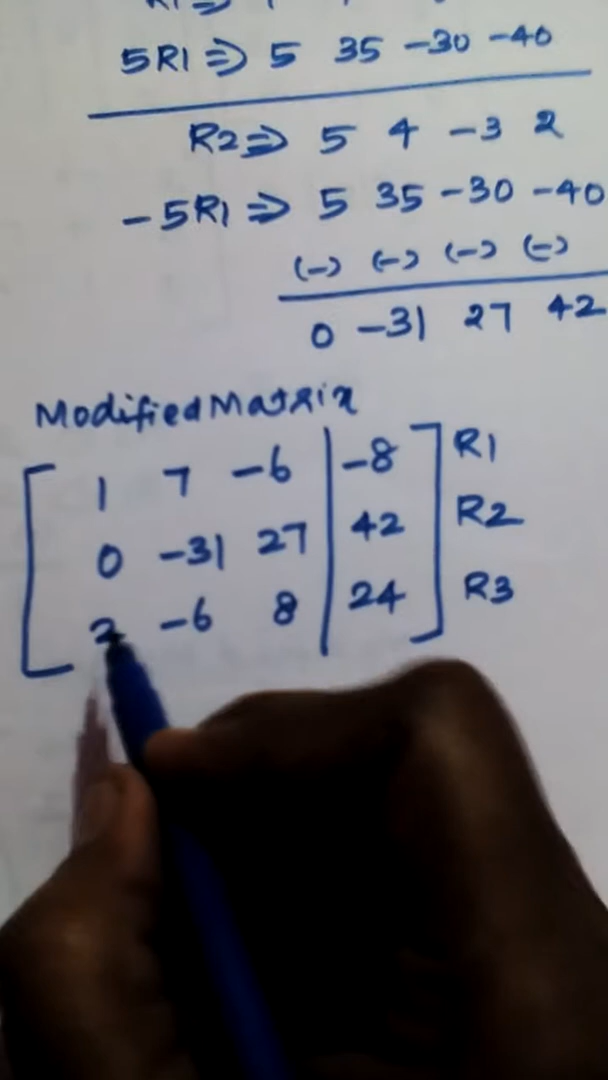 5R1 ⇒ 5 35 -30 -40
R2 ⇒ 5 4 -3 2
-5R1 ⇒ 5 35 -30 -40
(-) (-) (-) (-)
0 -31 27 42
Modified Matrix
1 7 -6 | -8 R1
0 -31 27 | 42 R2
2 -6 8 | 24 R3